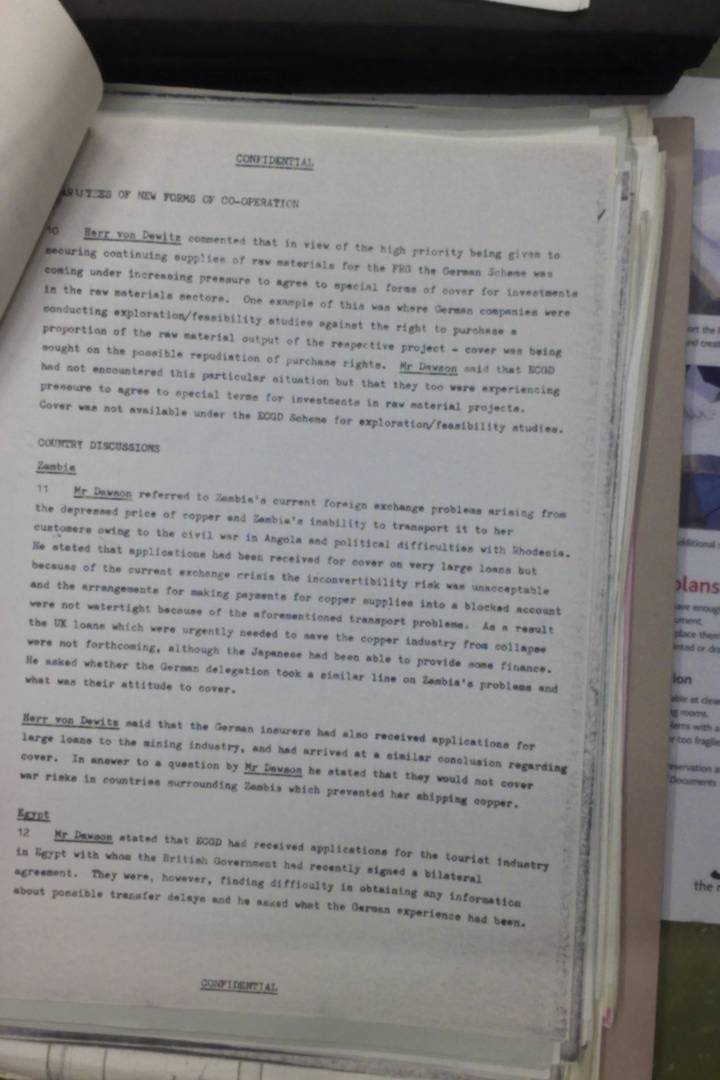 CONFIDENTIAL
OF NEW FORMS OF CO-OPERATION
10 Herr von Dewitz commented that in view of the high priority being given to
securing continuing supplies of raw materials for the FRG the German Scheme was
coming under increasing pressure to agree to special forms of cover for investments
in the raw materials sectors. One example of this was where German companies were
conducting exploration/feasibility studies against the right to purchase a
proportion of the raw material output of the respective project - cover was being
sought on the possible repudiation of purchase rights. Mr Dawson said that ECGD
had not encountered this particular situation but that they too were experiencing
pressure to agree to special terms for investments in raw material projects.
Cover was not available under the ECGD Scheme for exploration/feasibility studies.
COUNTRY DISCUSSIONS
Zambia
11 Mr Dawson referred to Zambia's current foreign exchange problems arising from
the depressed price of copper and Zambia's inability to transport it to her
customers owing to the civil war in Angola and political difficulties with Rhodesia.
He stated that applications had been received for cover on very large loans but
because of the current exchange crisis the inconvertibility risk was unacceptable
and the arrangements for making payments for copper supplies into a blocked account
were not watertight because of the aforementioned transport problems. As a result
the UK loans which were urgently needed to save the copper industry from collapse
were not forthcoming, although the Japanese had been able to provide some finance.
He asked whether the German delegation took a similar line on Zambia's problems and
what was their attitude to cover.
Herr von Dewitz said that the German insurers had also received applications for
large loans to the mining industry, and had arrived at a similar conclusion regarding
cover. In answer to a question by Mr Dawson he stated that they would not cover
war risks in countries surrounding Zambia which prevented her shipping copper.
Egypt
12 Mr Dawson stated that ECGD had received applications for the tourist industry
in Egypt with whom the British Government had recently signed a bilateral
agreement. They were, however, finding difficulty in obtaining any information
about possible transfer delays and he asked what the German experience had been.
CONFIDENTIAL
plans
place them
ion
able at
rooms.
too fragile
Documents
the